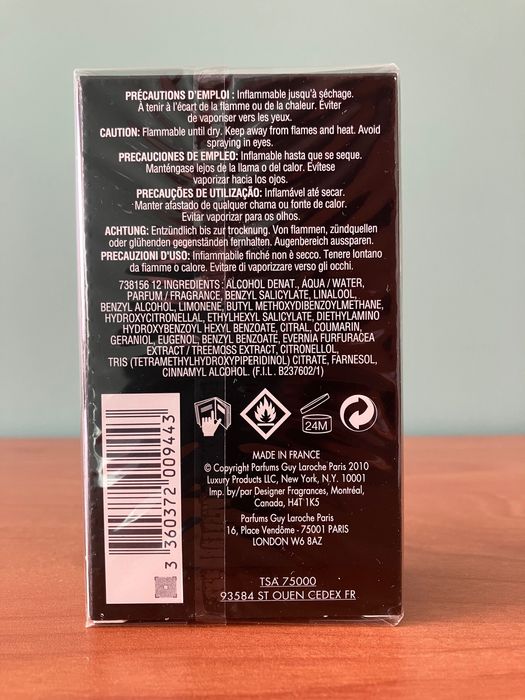 PRÉCAUTIONS D'EMPLOI : Inflammable jusqu'à séchage.
À tenir à l'écart de la flamme ou de la chaleur. Éviter
de vaporiser vers les yeux.
CAUTION: Flammable until dry. Keep away from flames and heat. Avoid
spraying in eyes.
PRECAUCIONES DE EMPLEO: Inflamable hasta que se seque.
Manténgase lejos de la llama o del calor. Evítese
vaporizar hacia los ojos.
PRECAUÇÕES DE UTILIZAÇÃO: Inflamável até secar.
Manter afastado de qualquer chama ou fonte de calor.
Evitar vaporizar para os olhos.
ACHTUNG: Entzündlich bis zur trocknung. Von flammen, zündquellen
oder glühenden gegenständen fernhalten. Augenbereich aussparen.
PRECAUZIONI D'USO: Infiammabile finché non è secco. Tenere lontano
da fiamme o calore. Evitare di vaporizzare verso gli occhi.
738156 12 INGREDIENTS : ALCOHOL DENAT., AQUA / WATER,
PARFUM / FRAGRANCE, BENZYL SALICYLATE, LINALOOL,
BENZYL ALCOHOL, LIMONENE, BUTYL METHOXYDIBENZOYLMETHANE,
HYDROXYCITRONELLAL, ETHYLHEXYL SALICYLATE, DIETHYLAMINO
HYDROXYBENZOYL HEXYL BENZOATE, CITRAL, COUMARIN,
GERANIOL, EUGENOL, BENZYL BENZOATE, EVERNIA FURFURACEA
EXTRACT / TREEMOSS EXTRACT, CITRONELLOL,
TRIS (TETRAMETHYLHYDROXYPIPERIDINOL) CITRATE, FARNESOL,
CINNAMYL ALCOHOL. (F.I.L. B237602/1)
3 360372 009443
24M
MADE IN FRANCE
© Copyright Parfums Guy Laroche Paris 2010
Luxury Products LLC, New York, N.Y. 10001
Imp. by/par Designer Fragrances, Montréal,
Canada, H4T 1K5
Parfums Guy Laroche Paris
16, Place Vendôme - 75001 PARIS
LONDON W6 8AZ
TSA 75000
93584 ST OUEN CEDEX FR